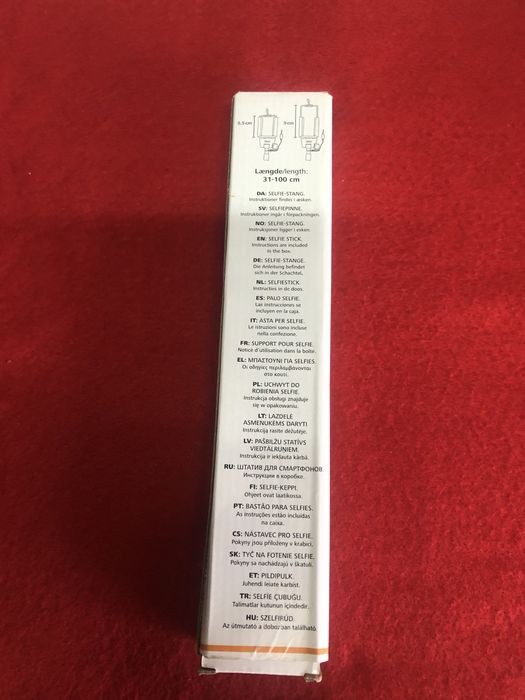 5,5 cm
9 cm
Længde/length:
31-100 cm
DA: SELFIE-STANG.
Instruktioner findes i æsken.
SV: SELFIEPINNE.
Instruktioner ingår i förpackningen.
NO: SELFIE-STANG.
Instruksjoner ligger i esken.
EN: SELFIE STICK.
Instructions are included
in the box.
DE: SELFIE-STANGE.
Die Anleitung befindet
sich in der Schachtel.
NL: SELFIESTICK.
Instructies in de doos.
ES: PALO SELFIE.
Las instrucciones se
incluyen en la caja.
IT: ASTA PER SELFIE.
Le istruzioni sono incluse
nella confezione.
FR: SUPPORT POUR SELFIE.
Notice d'utilisation dans la boîte.
EL: ΜΠΑΣΤΟΥΝΙ ΓΙΑ SELFIES.
Οι οδηγίες περιλαμβάνονται
στο κουτί.
PL: UCHWYT DO
ROBIENIA SELFIE.
Instrukcja obsługi znajduje
się w opakowaniu.
LT: LAZDELĖ
ASMENUKĖMS DARYTI
Instrukciją rasite dėžutėje.
LV: PAŠBILŽU STATĪVS
VIEDTĀLRUNIEM.
Instrukcija ir iekļauta kārbā.
RU: ШТАТИВ ДЛЯ СМАРТФОНОВ.
Инструкции в коробке.
FI: SELFIE-KEPPI.
Ohjeet ovat laatikossa.
PT: BASTÃO PARA SELFIES.
As instruções estão incluídas
na caixa.
CS: NÁSTAVEC PRO SELFIE.
Pokyny jsou přiloženy v krabici.
SK: TYČ NA FOTENIE SELFIE.
Pokyny sa nachádzajú v škatuli.
ET: PILDIPULK.
Juhendi leiate karbist.
TR: SELFİE ÇUBUĞU.
Talimatlar kutunun içindedir.
HU: SZELFIRÚD.
Az útmutató a dobozban található.